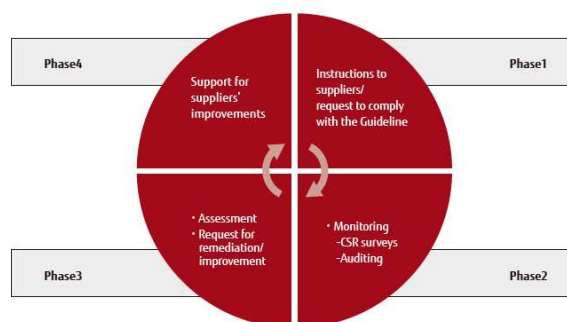 Phase4
Support for
suppliers'
improvements
Instructions to
suppliers/
request to comply
with the Guideline
Phase1
Phase3
・Assessment
・Request for
remediation/
improvement
・Monitoring
-CSR surveys
-Auditing
Phase2